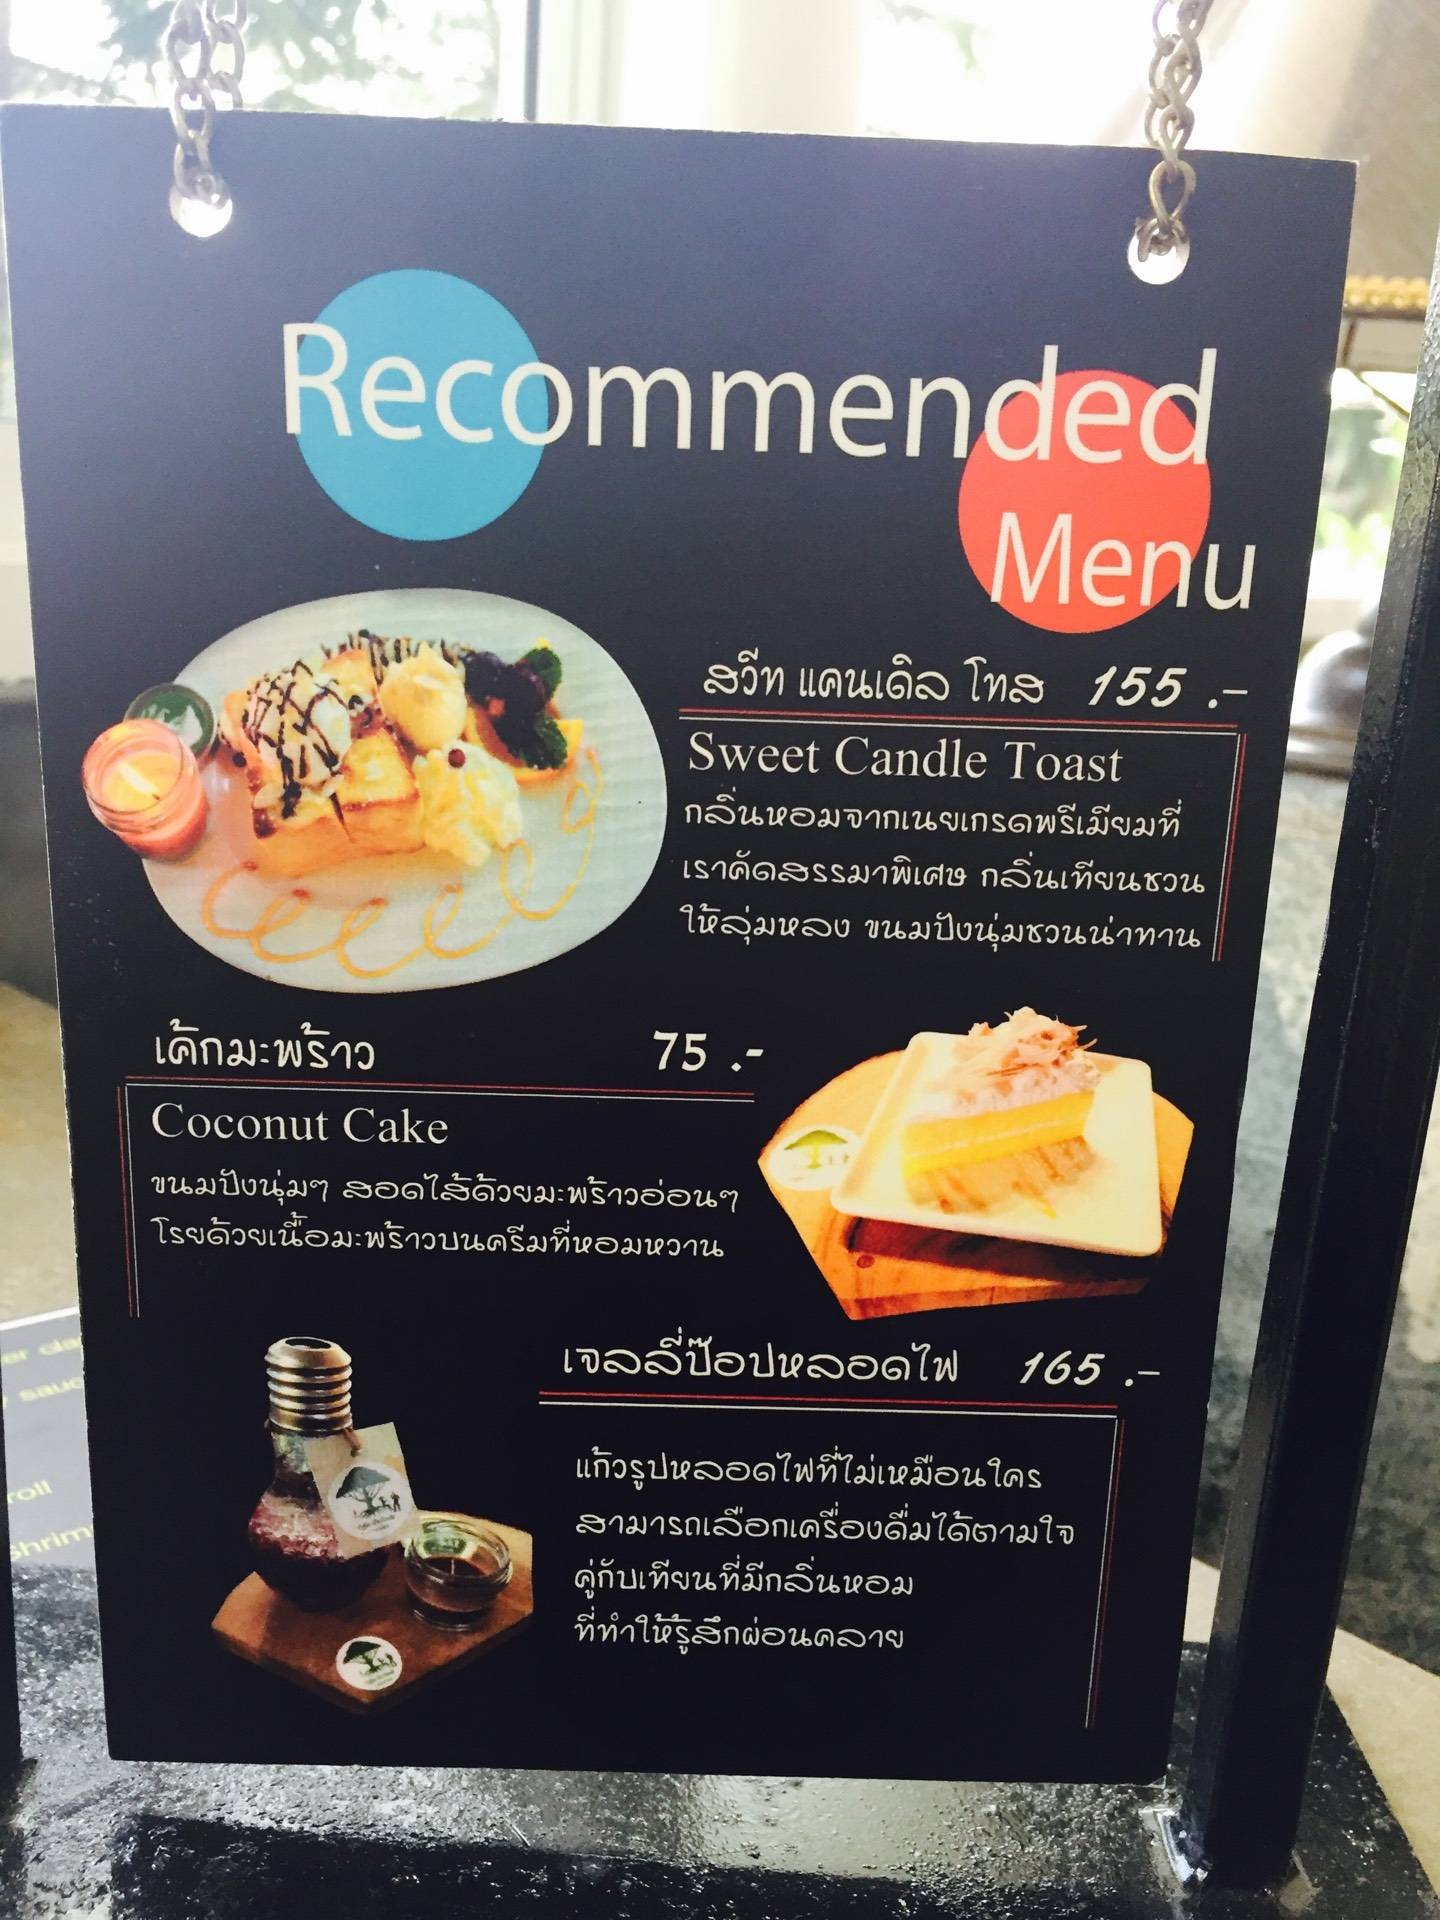 Recommended
Menu
สวีท แคนเดิล โทส 155 .-
Sweet Candle Toast
กลิ่นหอมจากเนยเกรดพรีเมียมที่
เราคัดสรรมาพิเศษ กลิ่นเทียนชวน
ให้ลุ่มหลง ขนมปังนุ่มชวนน่าทาน
เค้กมะพร้าว 75 .-
Coconut Cake
ขนมปังนุ่มๆ สอดไส้ด้วยมะพร้าวอ่อนๆ
โรยด้วยเนื้อมะพร้าวบนครีมที่หอมหวาน
เจลลี่ป๊อปหลอดไฟ 165 .-
แก้วรูปหลอดไฟที่ไม่เหมือนใคร
สามารถเลือกเครื่องดื่มได้ตามใจ
คู่กับเทียนที่มีกลิ่นหอม
ที่ทำให้รู้สึกผ่อนคลาย
roll